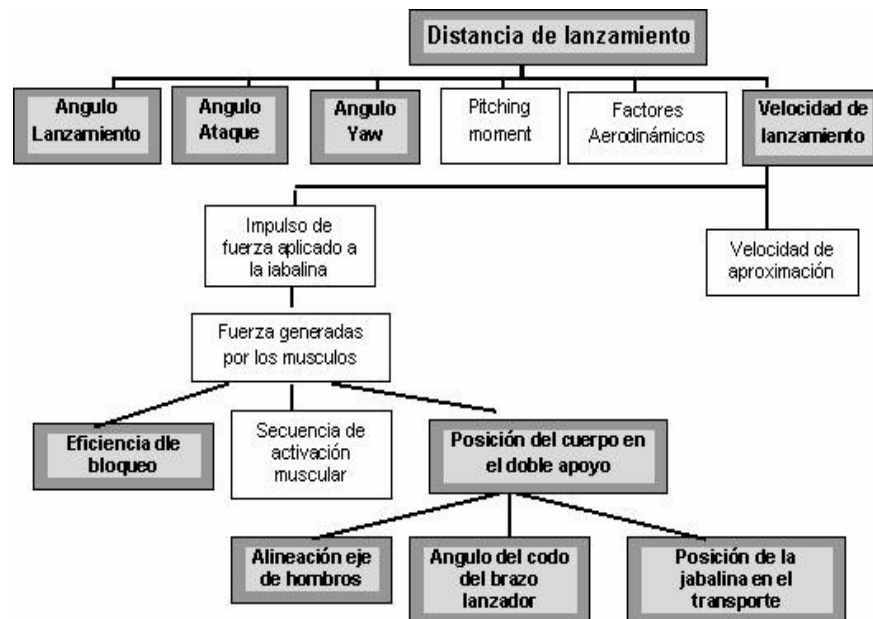 Distancia de lanzamiento
Angulo
Lanzamiento
Angulo
Ataque
Angulo
Yaw
Pitching
moment
Factores
Aerodinámicos
Velocidad de
lanzamiento
Impulso de
fuerza aplicado a
la iabalina
Velocidad de
aproximación
Fuerza generadas
por los musculos
Eficiencia dle
bloqueo
Secuencia de
activación
muscular
Posición del cuerpo en
el doble apoyo
Alineación eje
de hombros
Angulo del codo
del brazo
lanzador
Posición de la
jabalina en el
transporte